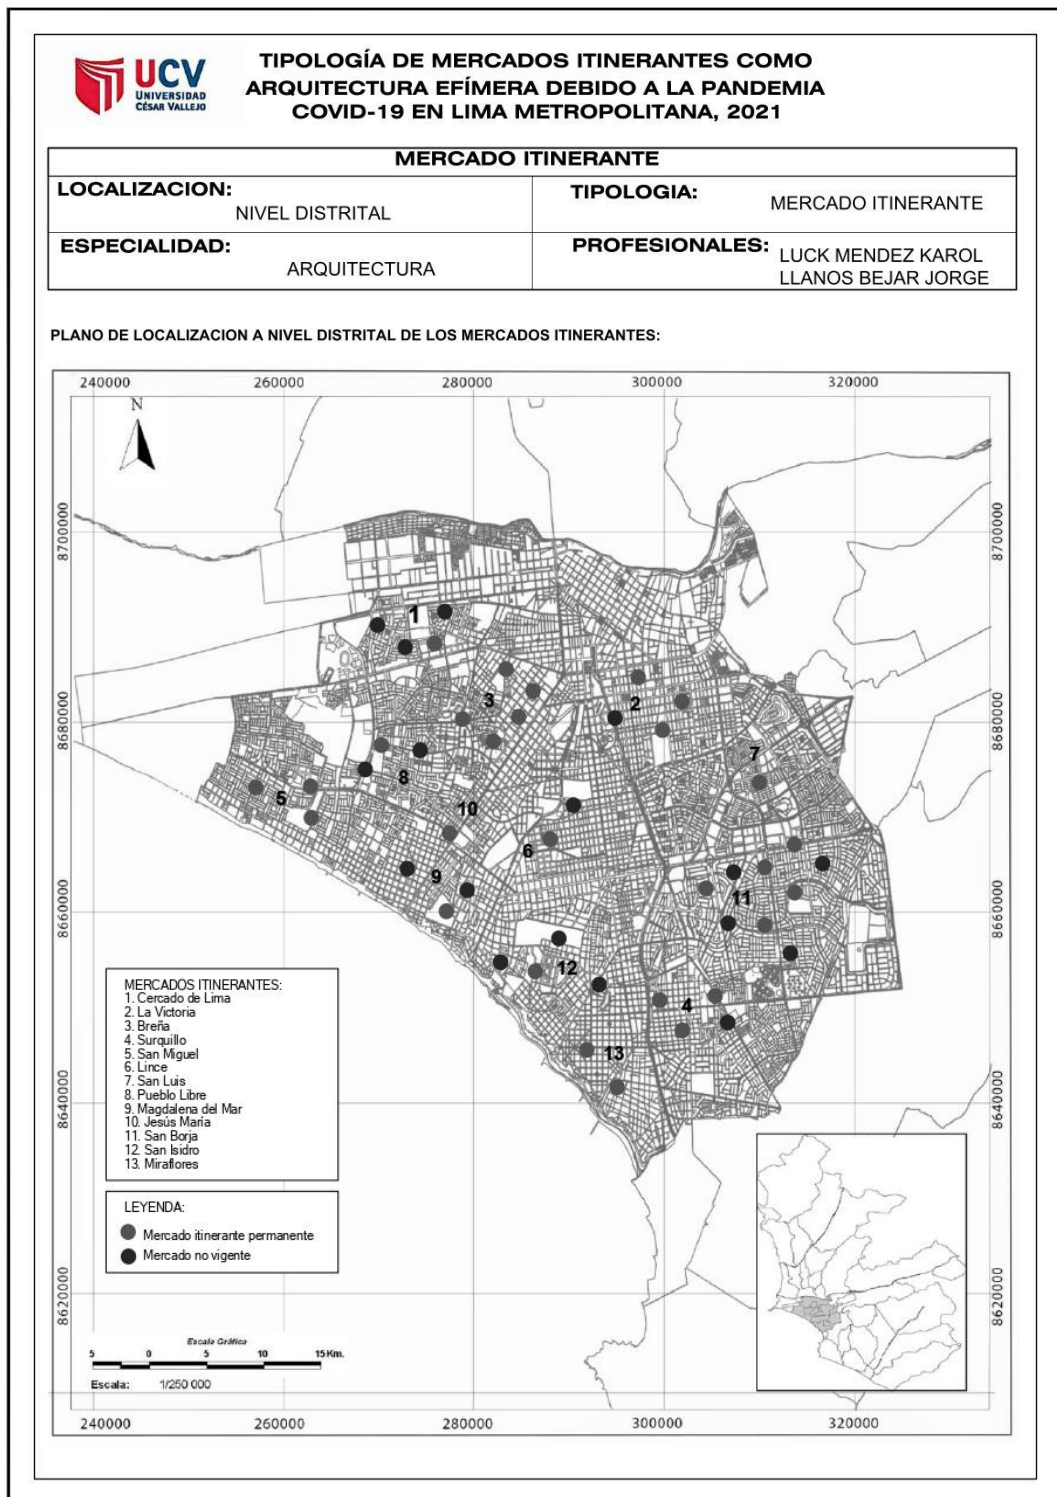 UCV
UNIVERSIDAD
CÉSAR VALLEJO
TIPOLOGÍA DE MERCADOS ITINERANTES COMO
ARQUITECTURA EFÍMERA DEBIDO A LA PANDEMIA
COVID-19 EN LIMA METROPOLITANA, 2021
MERCADO ITINERANTE
LOCALIZACION:
NIVEL DISTRITAL
TIPOLOGIA:
MERCADO ITINERANTE
ESPECIALIDAD:
ARQUITECTURA
PROFESIONALES:
LUCK MENDEZ KAROL
LLANOS BEJAR JORGE
PLANO DE LOCALIZACION A NIVEL DISTRITAL DE LOS MERCADOS ITINERANTES:
240000 260000 280000 300000 320000
N
8700000 8700000
1
3
2
8680000 8680000
7
8
5
10
6
9
11
8660000 8660000
12
4
13
MERCADOS ITINERANTES:
1. Cercado de Lima
2. La Victoria
3. Breña
4. Surquillo
5. San Miguel
6. Lince
7. San Luis
8. Pueblo Libre
9. Magdalena del Mar
10. Jesús María
11. San Borja
12. San Isidro
13. Miraflores
8640000 8640000
LEYENDA:
Mercado itinerante permanente
Mercado no vigente
8620000 8620000
Escala Gráfica
5 0 5 10 15 Km.
Escala: 1/250 000
240000 260000 280000 300000 320000